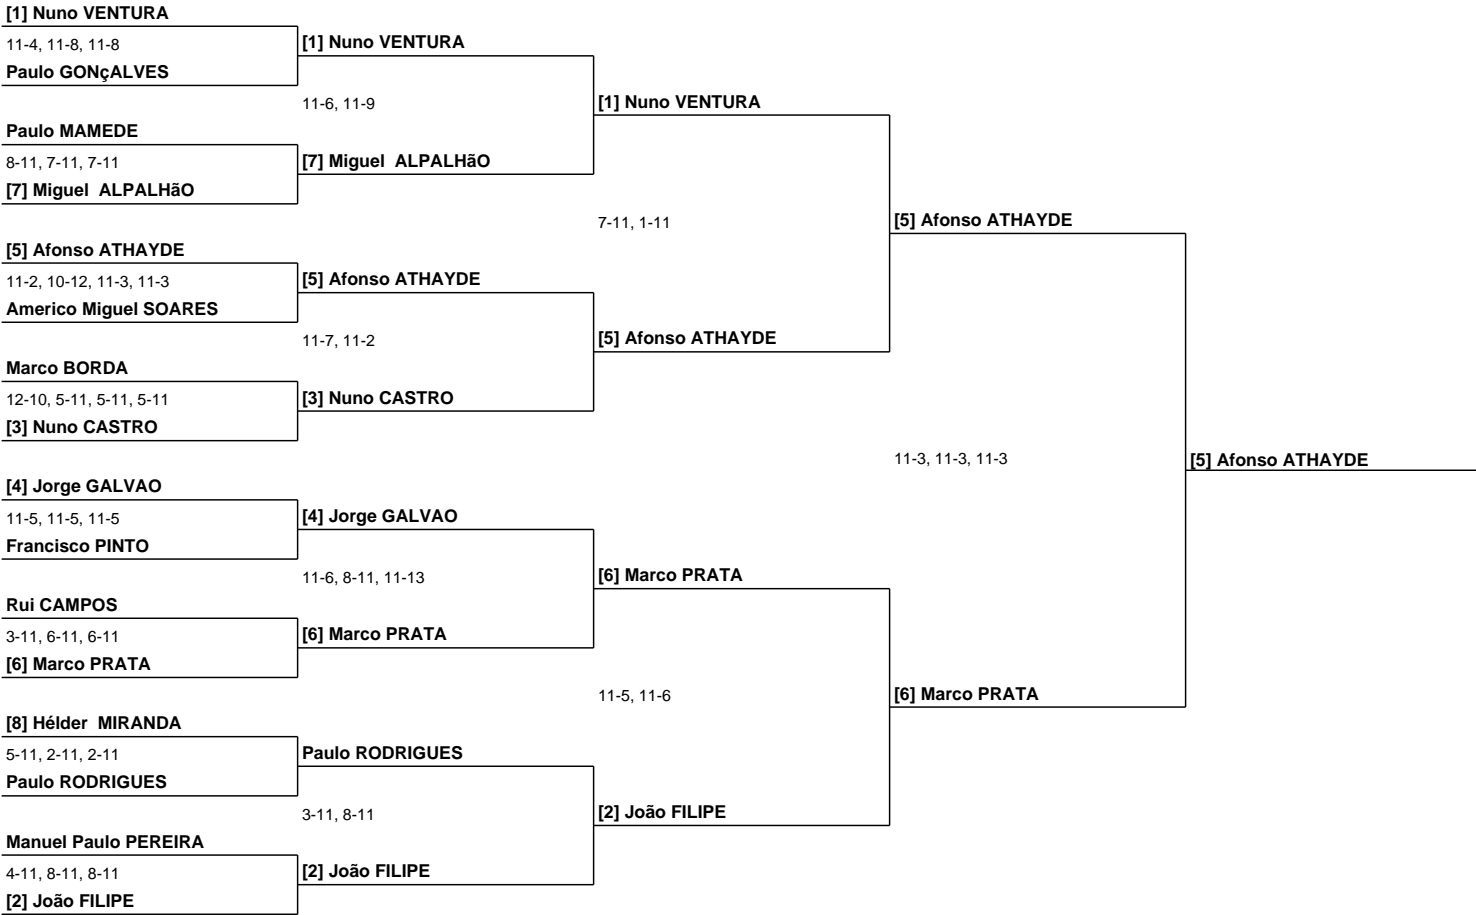 [1] Nuno VENTURA
11-4, 11-8, 11-8
Paulo GONçALVES
Paulo MAMEDE
8-11, 7-11, 7-11
[7] Miguel  ALPALHãO
[5] Afonso ATHAYDE
11-2, 10-12, 11-3, 11-3
Americo Miguel SOARES
Marco BORDA
12-10, 5-11, 5-11, 5-11
[3] Nuno CASTRO
[4] Jorge GALVAO
11-5, 11-5, 11-5
Francisco PINTO
Rui CAMPOS
3-11, 6-11, 6-11
[6] Marco PRATA
[8] Hélder  MIRANDA
5-11, 2-11, 2-11
Paulo RODRIGUES
Manuel Paulo PEREIRA
4-11, 8-11, 8-11
[2] João FILIPE
[1] Nuno VENTURA
11-6, 11-9
[7] Miguel  ALPALHãO
[5] Afonso ATHAYDE
11-7, 11-2
[3] Nuno CASTRO
[4] Jorge GALVAO
11-6, 8-11, 11-13
[6] Marco PRATA
Paulo RODRIGUES
3-11, 8-11
[2] João FILIPE
[1] Nuno VENTURA
7-11, 1-11
[5] Afonso ATHAYDE
[6] Marco PRATA
11-5, 11-6
[2] João FILIPE
[5] Afonso ATHAYDE
11-3, 11-3, 11-3
[6] Marco PRATA
[5] Afonso ATHAYDE